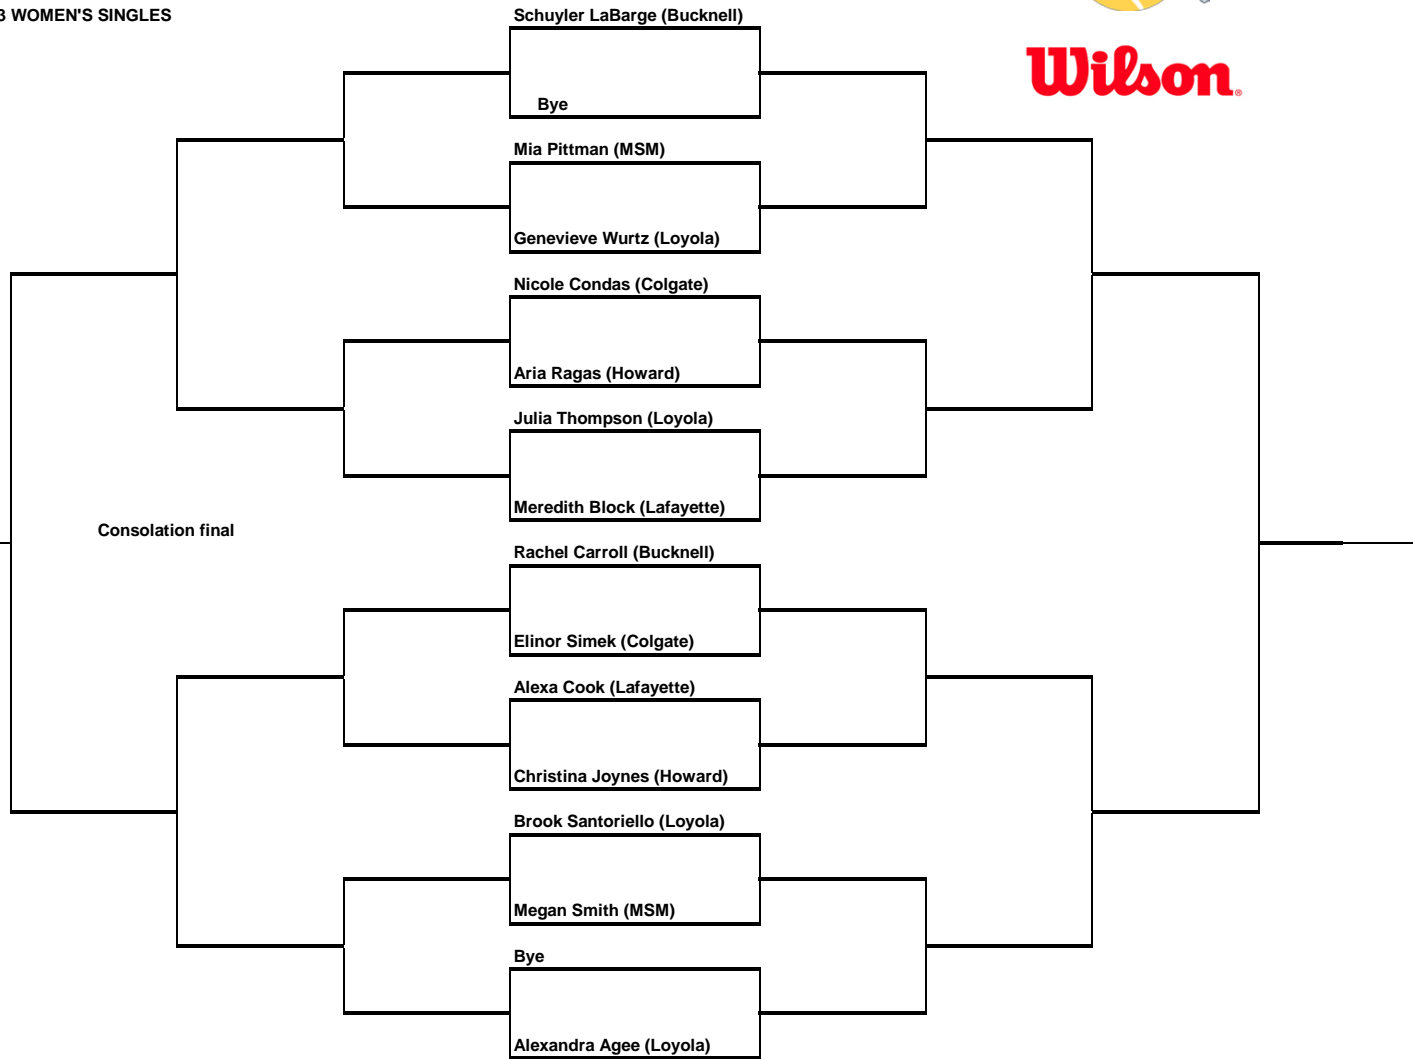 3 WOMEN'S SINGLES
Schuyler LaBarge (Bucknell)
Wilson®
Bye
Mia Pittman (MSM)
Genevieve Wurtz (Loyola)
Nicole Condas (Colgate)
Aria Ragas (Howard)
Julia Thompson (Loyola)
Meredith Block (Lafayette)
Consolation final
Rachel Carroll (Bucknell)
Elinor Simek (Colgate)
Alexa Cook (Lafayette)
Christina Joynes (Howard)
Brook Santoriello (Loyola)
Megan Smith (MSM)
Bye
Alexandra Agee (Loyola)